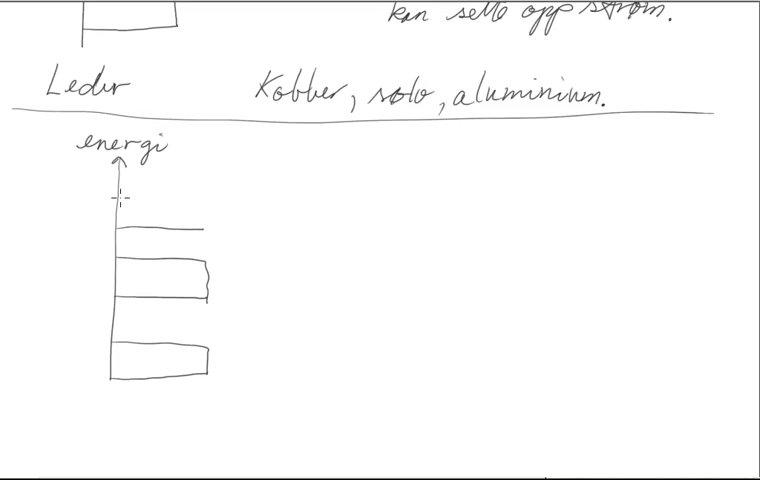 kan sette opp strøm.
Leder Kobber, sølv, aluminium.
energi